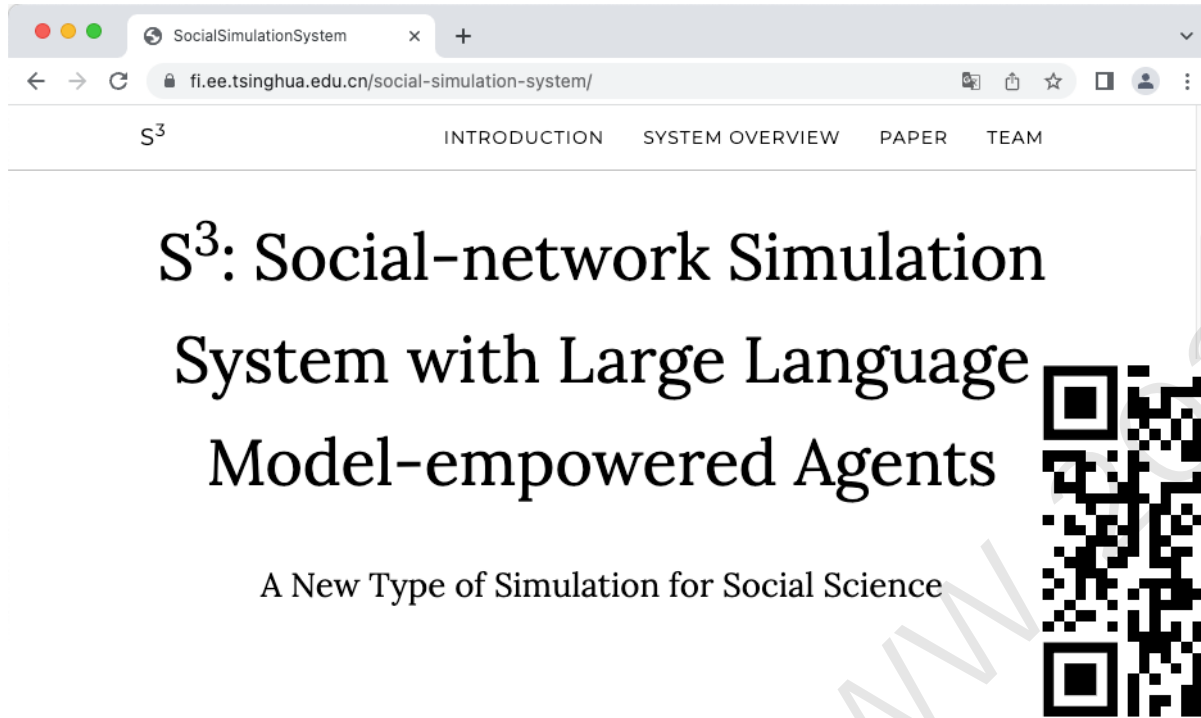 SocialSimulationSystem
fi.ee.tsinghua.edu.cn/social-simulation-system/
S³ INTRODUCTION SYSTEM OVERVIEW PAPER TEAM
S³: Social-network Simulation
System with Large Language
Model-empowered Agents
A New Type of Simulation for Social Science